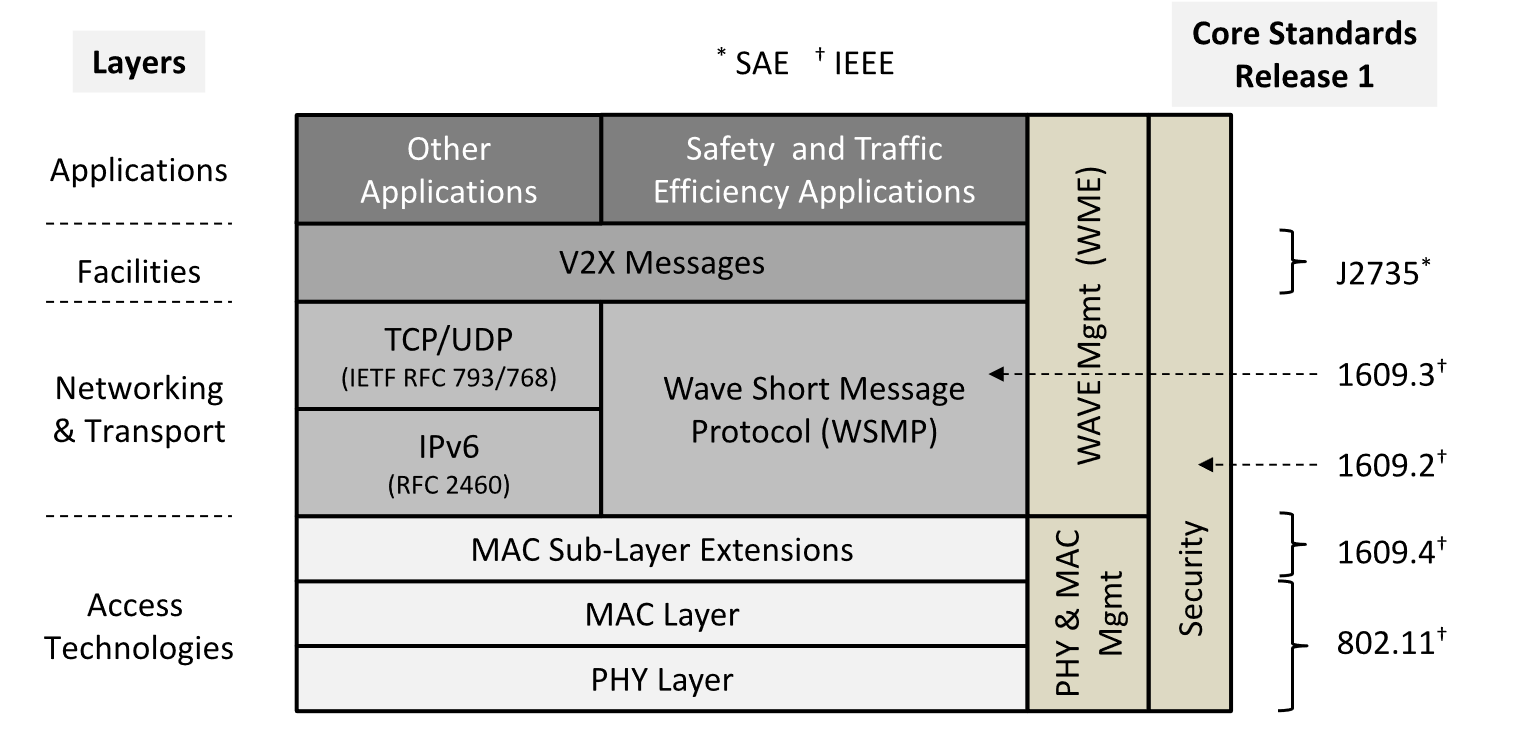 Layers
* SAE † IEEE
Core Standards
Release 1
Applications
Other
Applications
Safety and Traffic
Efficiency Applications
Facilities
V2X Messages
J2735*
Networking
& Transport
TCP/UDP
(IETF RFC 793/768)
IPv6
(RFC 2460)
Wave Short Message
Protocol (WSMP)
WAVE Mgmt (WME)
1609.3†
1609.2†
Access
Technologies
MAC Sub-Layer Extensions
MAC Layer
PHY Layer
PHY & MAC
Mgmt
Security
1609.4†
802.11†